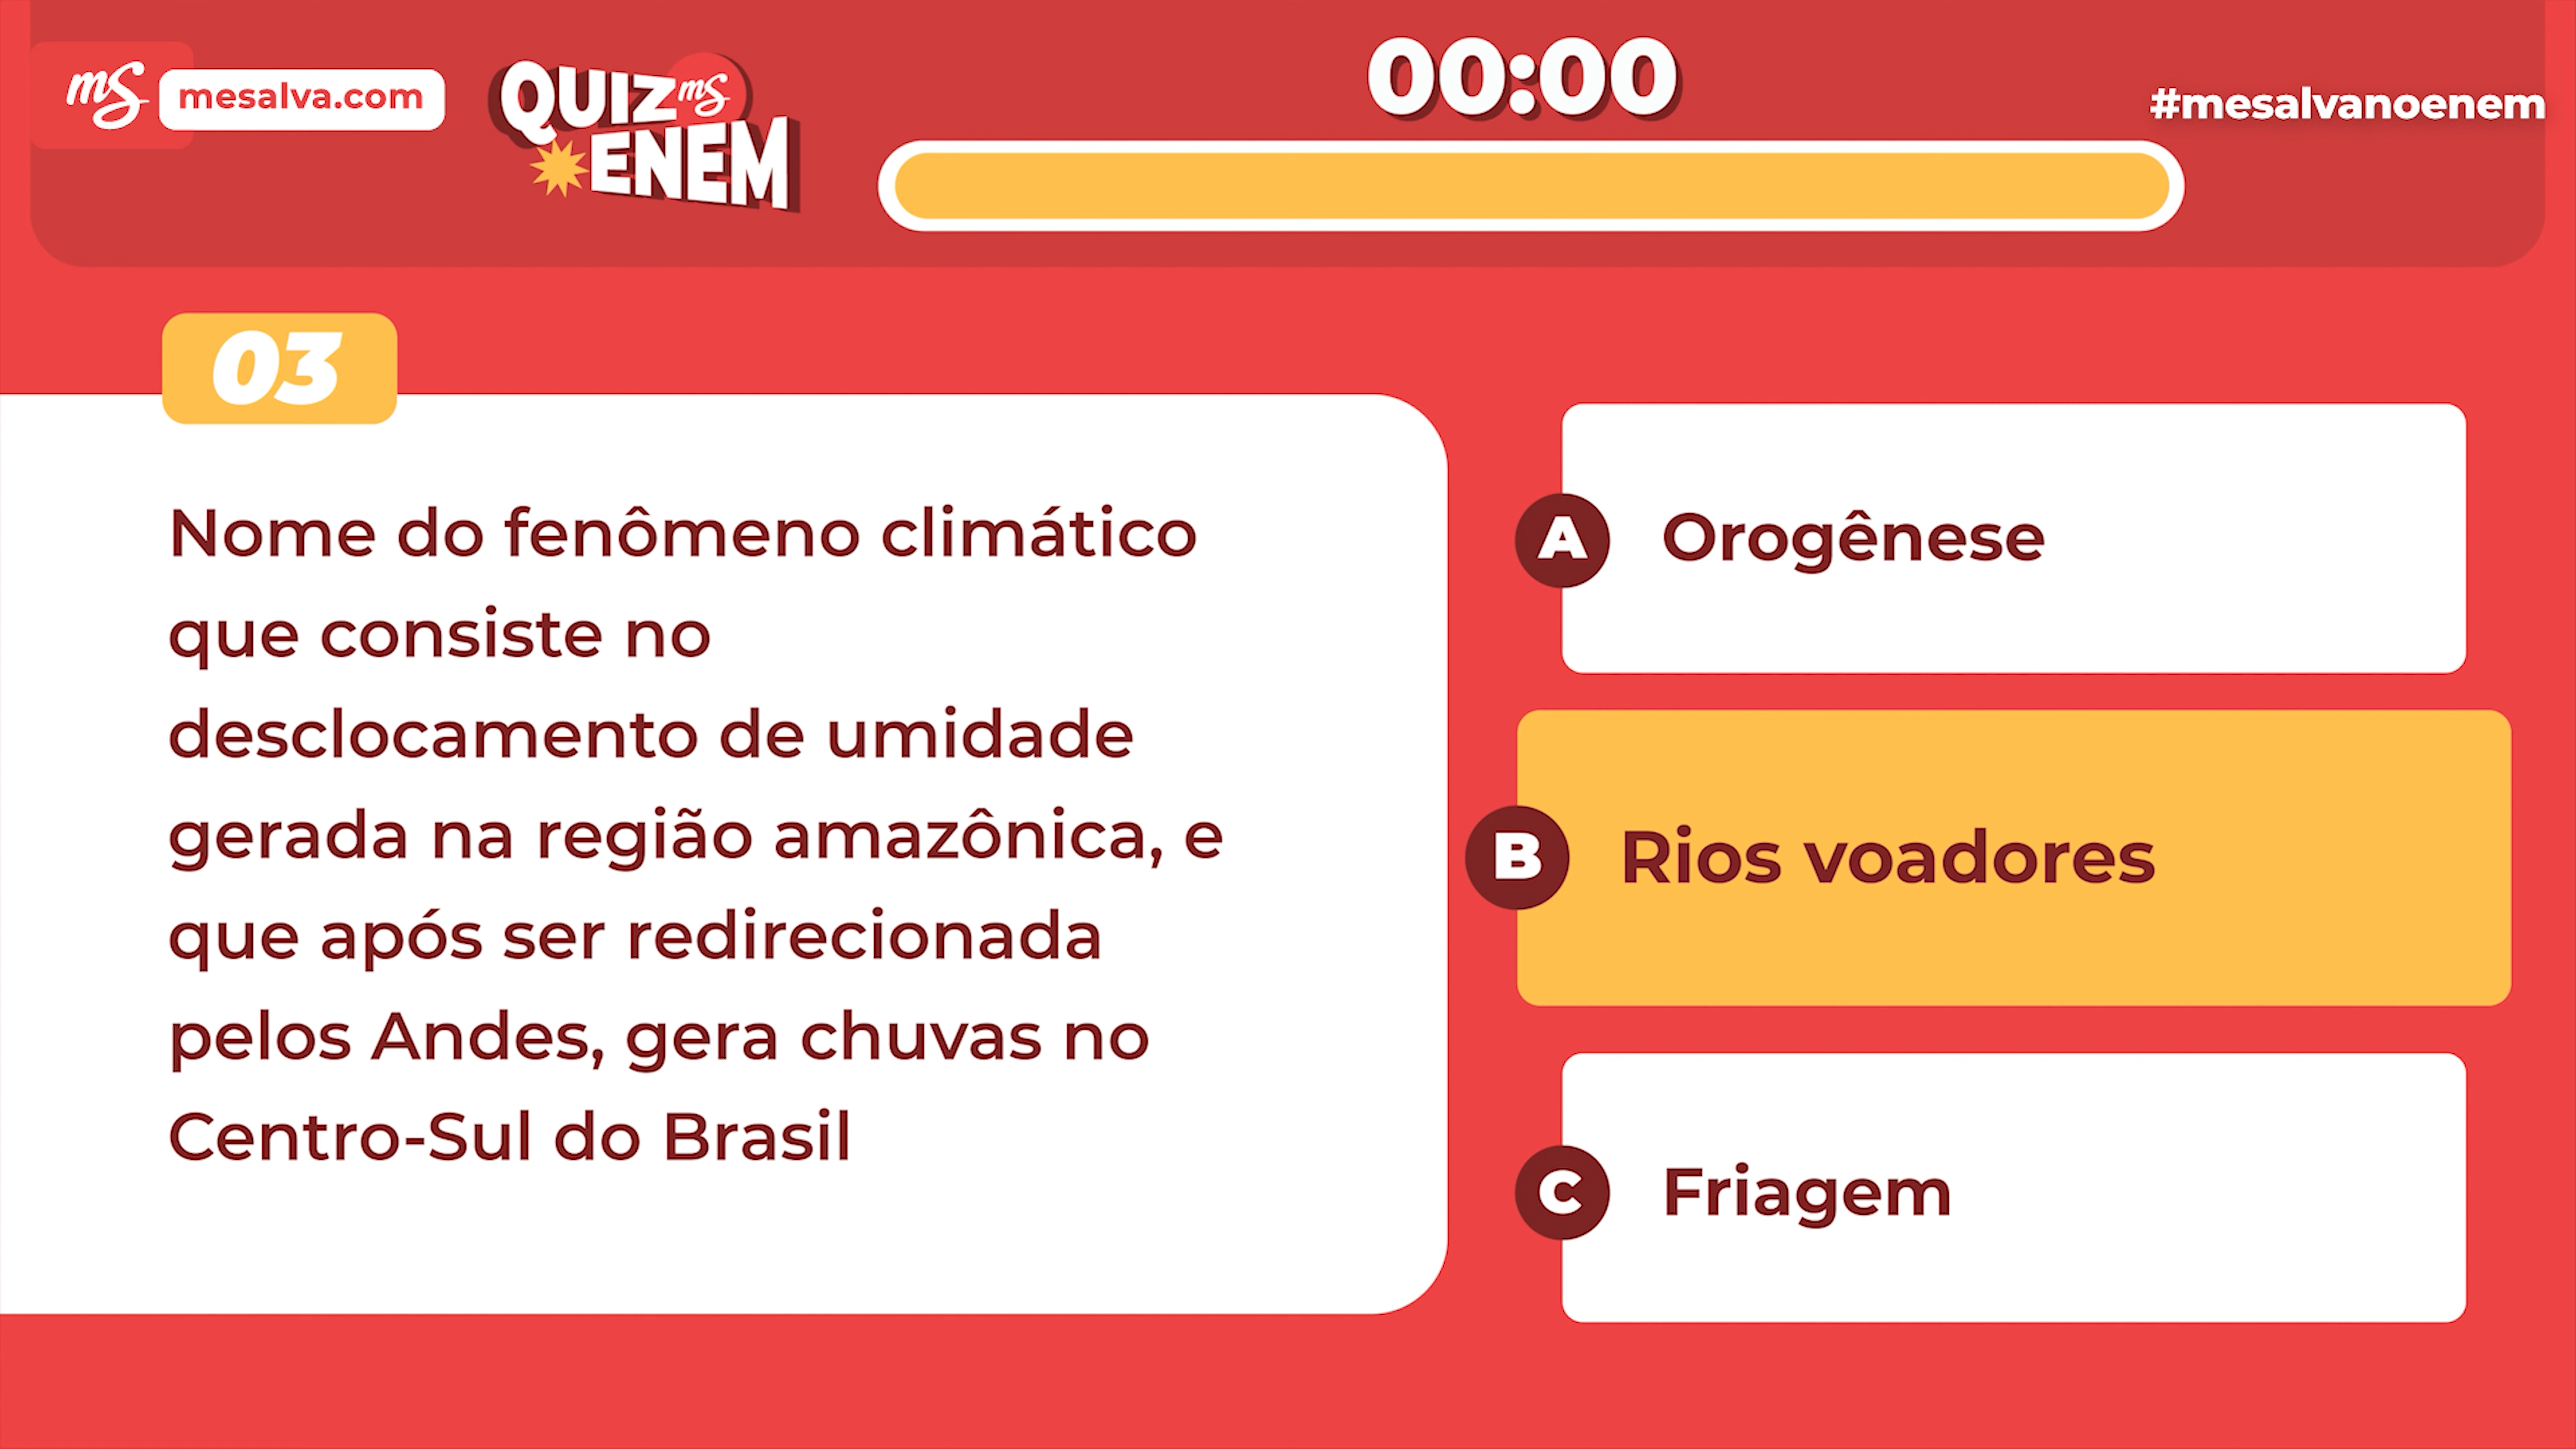 mS mesalva.com
QUIZ mS
ENEM
00:00
#mesalvanoenem
03
Nome do fenômeno climático
que consiste no
desclocamento de umidade
gerada na região amazônica, e
que após ser redirecionada
pelos Andes, gera chuvas no
Centro-Sul do Brasil
A Orogênese
B Rios voadores
C Friagem